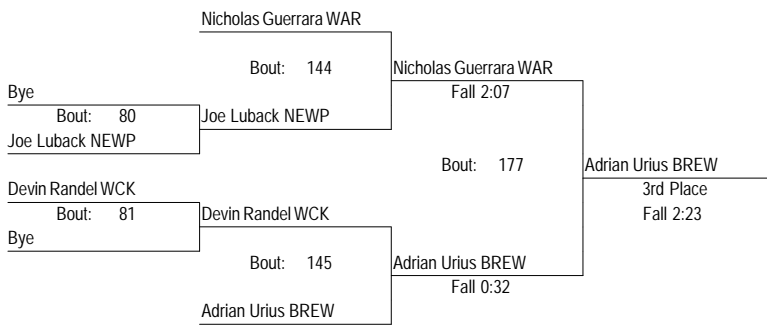 Nicholas Guerrara WAR
Bout: 144
Nicholas Guerrara WAR
Bye
Fall 2:07
Bout: 80
Joe Luback NEWP
Joe Luback NEWP
Bout: 177
Adrian Urius BREW
Devin Randel WCK
3rd Place
Bout: 81
Devin Randel WCK
Fall 2:23
Bye
Bout: 145
Adrian Urius BREW
Fall 0:32
Adrian Urius BREW